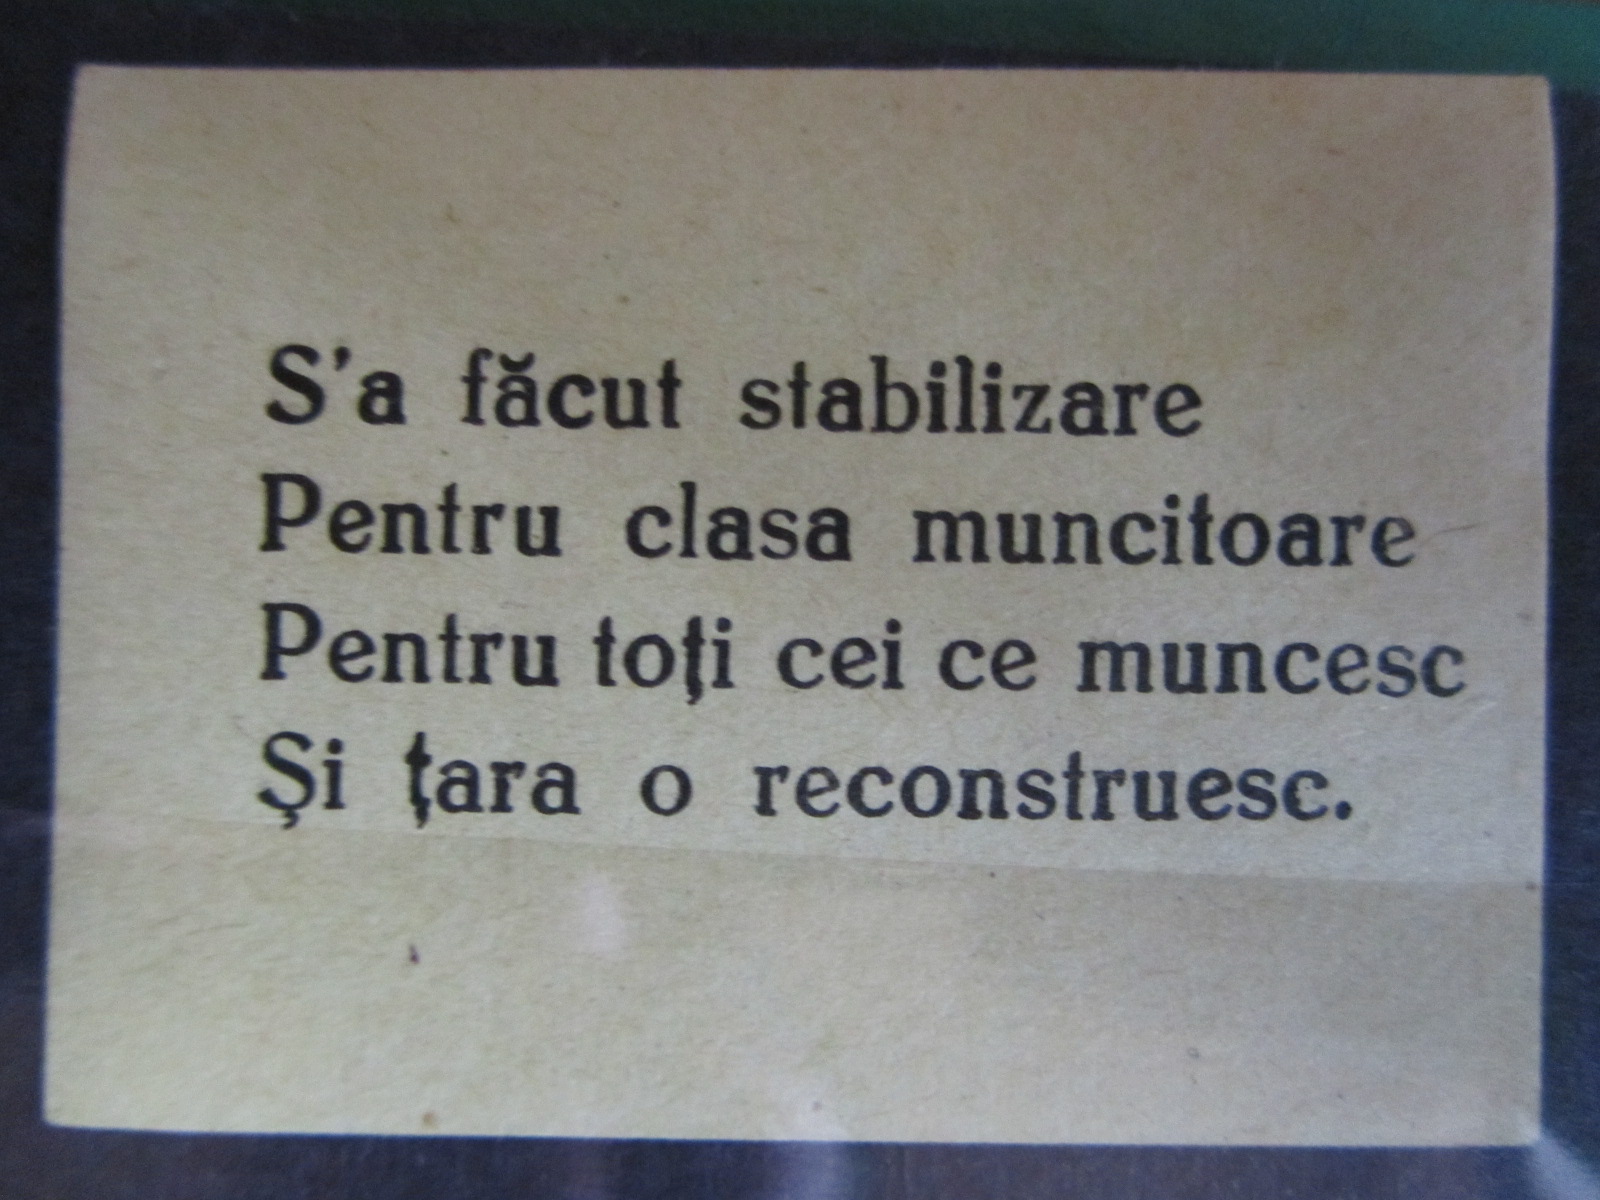 S'a făcut stabilizare
Pentru clasa muncitoare
Pentru toţi cei ce muncesc
Şi ţara o reconstruesc.